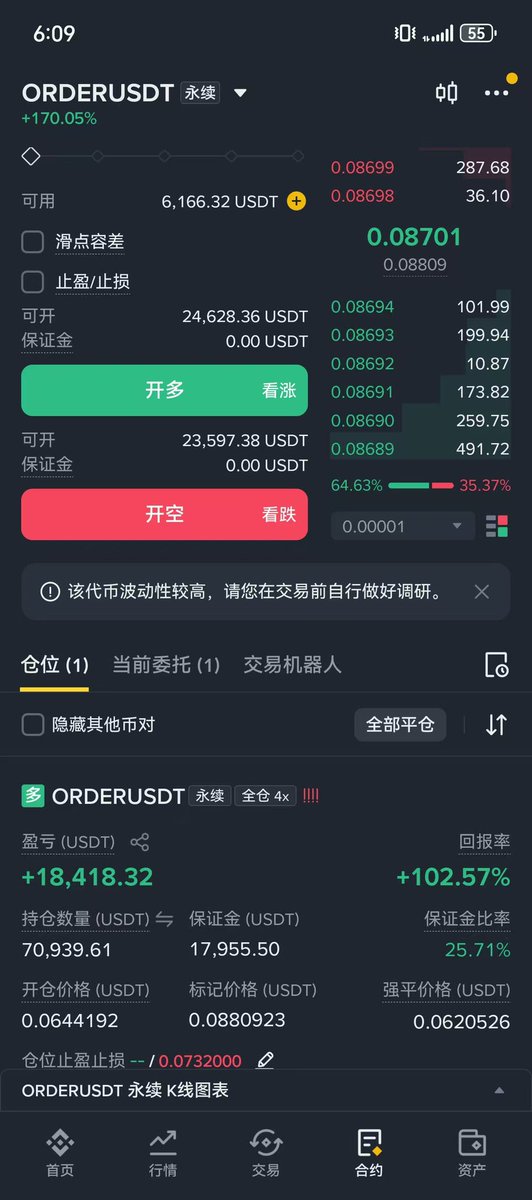 6:09
55
ORDERUSDT 永续
+170.05%
可用 6,166.32 USDT
滑点容差
止盈/止损
可开 24,628.36 USDT
保证金 0.00 USDT
开多 看涨
可开 23,597.38 USDT
保证金 0.00 USDT
开空 看跌
0.08699 287.68
0.08698 36.10
0.08701
0.08809
0.08694 101.99
0.08693 199.94
0.08692 10.87
0.08691 173.82
0.08690 259.75
0.08689 491.72
64.63% 35.37%
0.00001
该代币波动性较高，请您在交易前自行做好调研。
仓位 (1) 当前委托 (1) 交易机器人
隐藏其他币对 全部平仓
多 ORDERUSDT 永续 全仓 4x !!!!
盈亏 (USDT) 回报率
+18,418.32 +102.57%
持仓数量 (USDT) 保证金 (USDT) 保证金比率
70,939.61 17,955.50 25.71%
开仓价格 (USDT) 标记价格 (USDT) 强平价格 (USDT)
0.0644192 0.0880923 0.0620526
仓位止盈止损 -- / 0.0732000
ORDERUSDT 永续 K线图表
首页 行情 交易 合约 资产